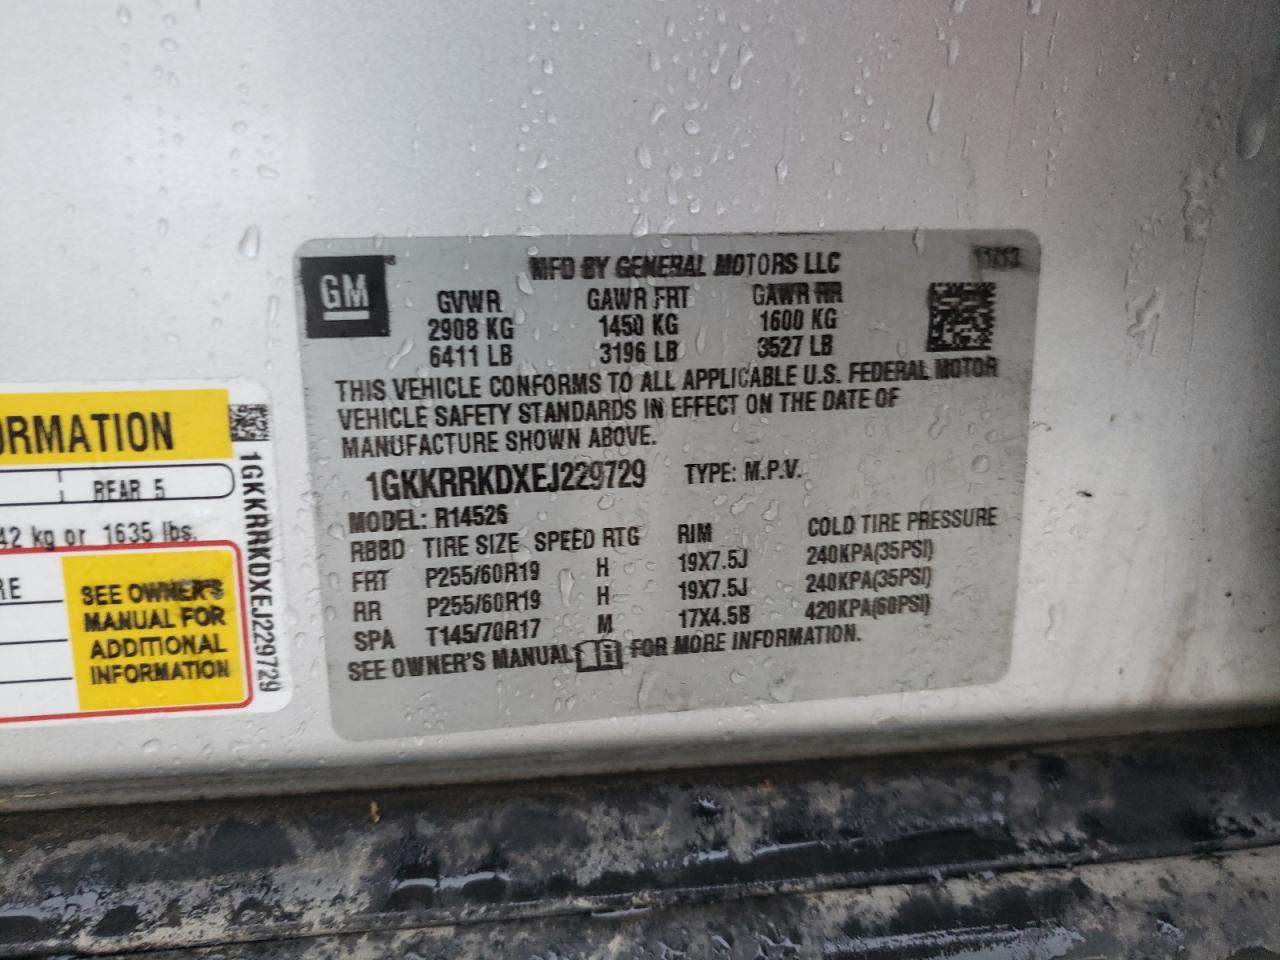 GM
MFD BY GENERAL MOTORS LLC 11/13
GVWR GAWR FRT GAWR RR
2908 KG 1450 KG 1600 KG
6411 LB 3196 LB 3527 LB
THIS VEHICLE CONFORMS TO ALL APPLICABLE U.S. FEDERAL MOTOR
VEHICLE SAFETY STANDARDS IN EFFECT ON THE DATE OF
MANUFACTURE SHOWN ABOVE.
1GKKRRKDXEJ229729 TYPE: M.P.V.
MODEL: R14526
RBBD TIRE SIZE SPEED RTG RIM COLD TIRE PRESSURE
FRT P255/60R19 H 19X7.5J 240KPA(35PSI)
RR P255/60R19 H 19X7.5J 240KPA(35PSI)
SPA T145/70R17 M 17X4.5B 420KPA(60PSI)
SEE OWNER'S MANUAL FOR MORE INFORMATION.
ORMATION
REAR 5
42 kg or 1635 lbs.
RE
SEE OWNER'S
MANUAL FOR
ADDITIONAL
INFORMATION
1GKKRRKDXEJ229729